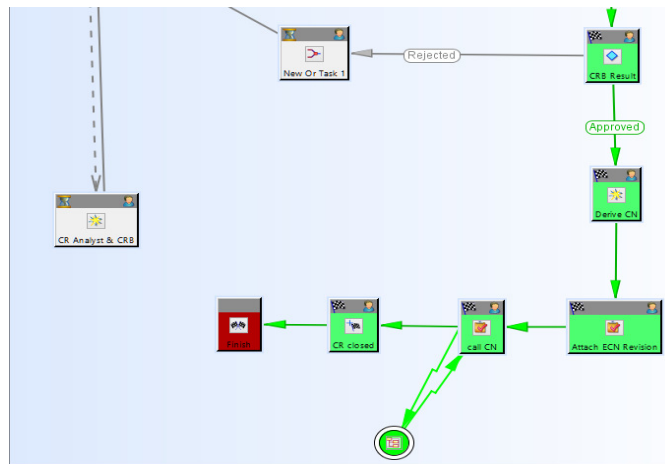 New Or Task 1
Rejected
CRB Result
Approved
Derive CN
CR Analyst & CRB
Finish
CR closed
call CN
Attach ECN Revision